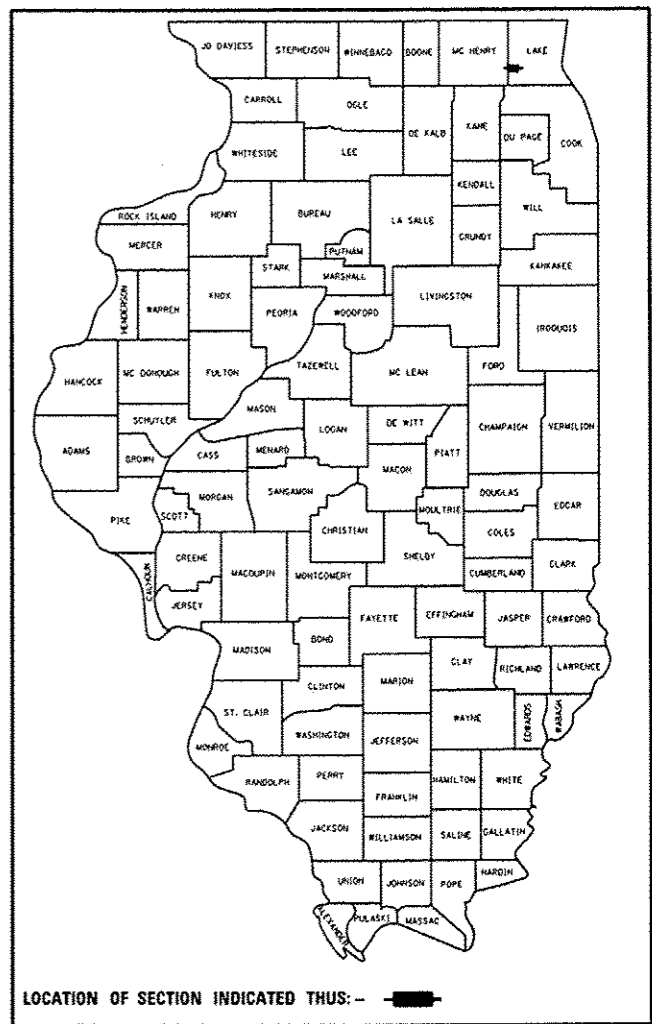 JO DAVIESS
STEPHENSON
WINNEBAGO
BOONE
MC HENRY
LAKE
CARROLL
OGLE
DE KALB
KANE
DU PAGE
COOK
WHITESIDE
LEE
KENDALL
WILL
ROCK ISLAND
HENRY
BUREAU
LA SALLE
GRUNDY
MERCER
PUTNAM
STARK
MARSHALL
KANKAKEE
HENDERSON
WARREN
KNOX
PEORIA
WOODFORD
LIVINGSTON
IROQUOIS
HANCOCK
MC DONOUGH
FULTON
TAZEWELL
MC LEAN
FORD
MASON
SCHUYLER
LOGAN
DE WITT
CHAMPAIGN
VERMILION
ADAMS
BROWN
CASS
MENARD
MACON
PIATT
PIKE
SCOTT
MORGAN
SANGAMON
CHRISTIAN
MOULTRIE
DOUGLAS
EDGAR
COLES
SHELBY
CALHOUN
GREENE
MACOUPIN
MONTGOMERY
CUMBERLAND
CLARK
JERSEY
FAYETTE
EFFINGHAM
JASPER
CRAWFORD
MADISON
BOND
CLAY
RICHLAND
LAWRENCE
CLINTON
MARION
ST. CLAIR
WAYNE
EDWARDS
WABASH
MONROE
WASHINGTON
JEFFERSON
RANDOLPH
PERRY
HAMILTON
WHITE
FRANKLIN
JACKSON
WILLIAMSON
SALINE
GALLATIN
UNION
JOHNSON
POPE
HARDIN
ALEXANDER
PULASKI
MASSAC
LOCATION OF SECTION INDICATED THUS: –